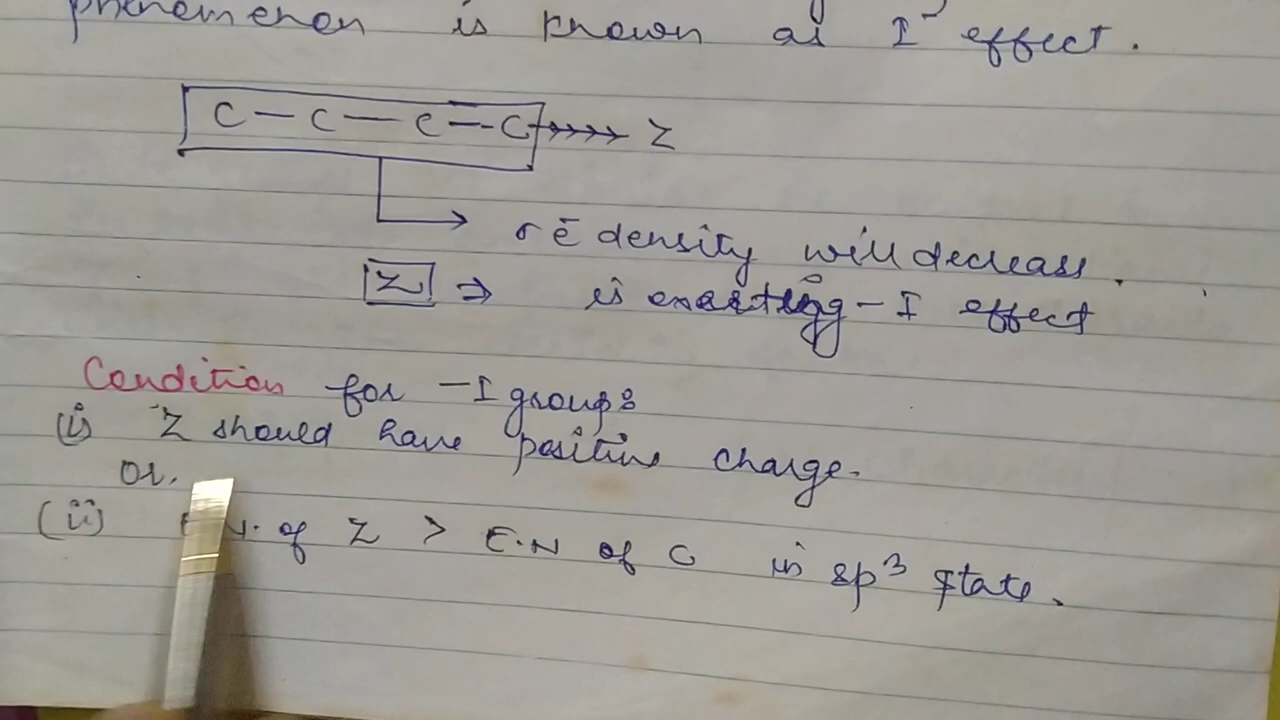 phenomenon is known as I⁻ effect.
C — C — C — C →→→→ Z
σ ē density will decrease.
Z ⇒ is exerting - I effect
Condition for - I group :
(i) Z should have positive charge.
or.
(ii) N. of Z > E.N of C in sp³ state.